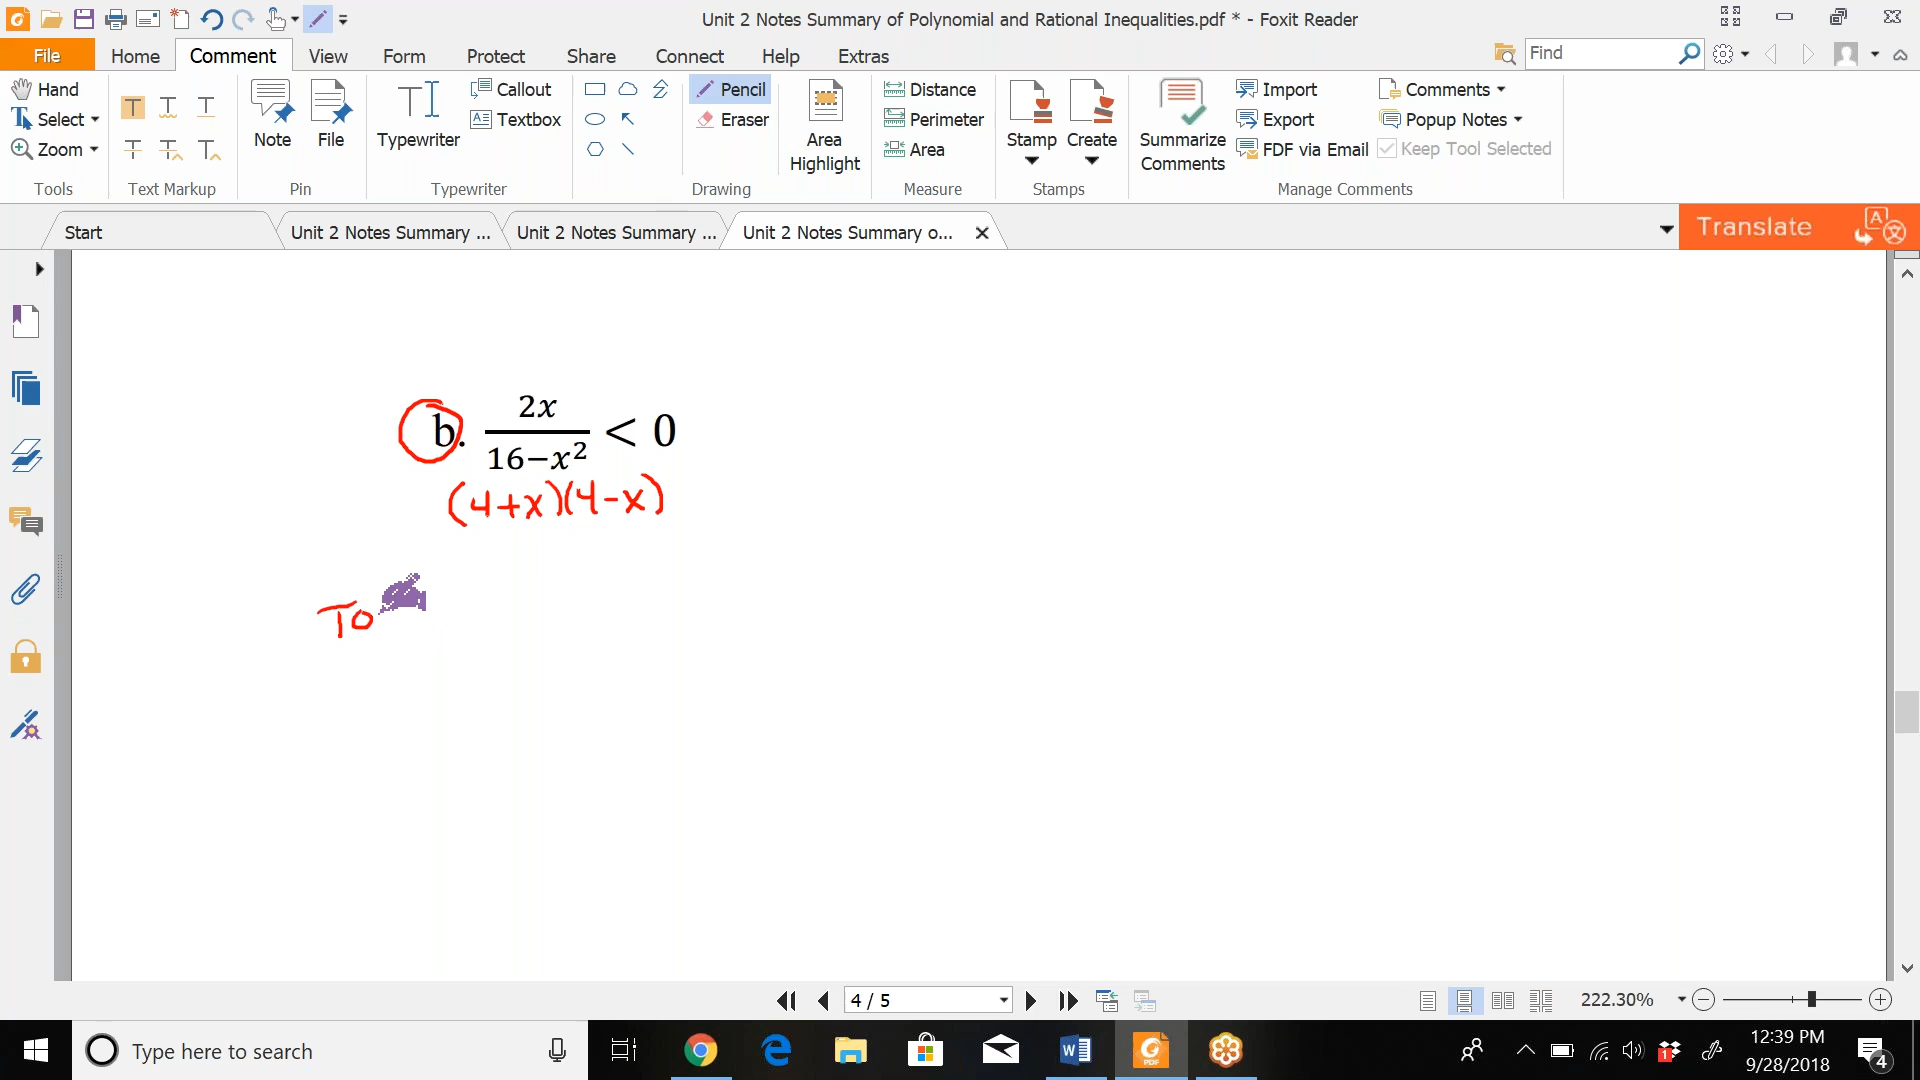 Unit 2 Notes Summary of Polynomial and Rational Inequalities.pdf * - Foxit Reader
File Home Comment View Form Protect Share Connect Help Extras
Find
Hand
Select
Zoom
Tools
Text Markup
Note
File
Pin
Typewriter
Callout
Textbox
Typewriter
Pencil
Eraser
Drawing
Area
Highlight
Distance
Perimeter
Area
Measure
Stamp
Create
Stamps
Summarize
Comments
Import
Export
FDF via Email
Comments
Popup Notes
Keep Tool Selected
Manage Comments
Start
Unit 2 Notes Summary ...
Unit 2 Notes Summary ...
Unit 2 Notes Summary o...
Translate
b. 2x / 16−x² < 0
(4+x)(4-x)
To
4 / 5
222.30%
Type here to search
12:39 PM
9/28/2018
4